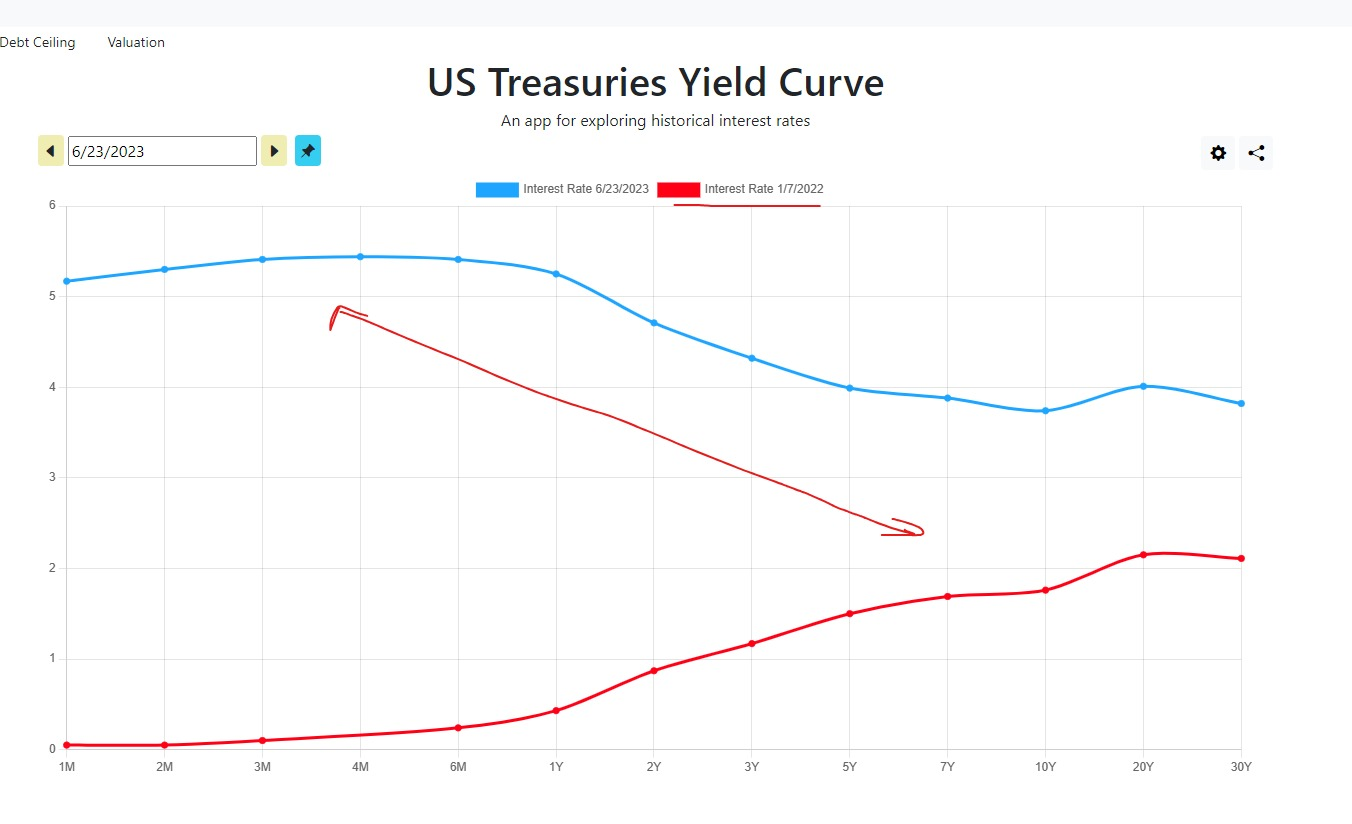 Debt Ceiling Valuation
US Treasuries Yield Curve
An app for exploring historical interest rates
6/23/2023
Interest Rate 6/23/2023 Interest Rate 1/7/2022
6
5
4
3
2
1
0
1M 2M 3M 4M 6M 1Y 2Y 3Y 5Y 7Y 10Y 20Y 30Y